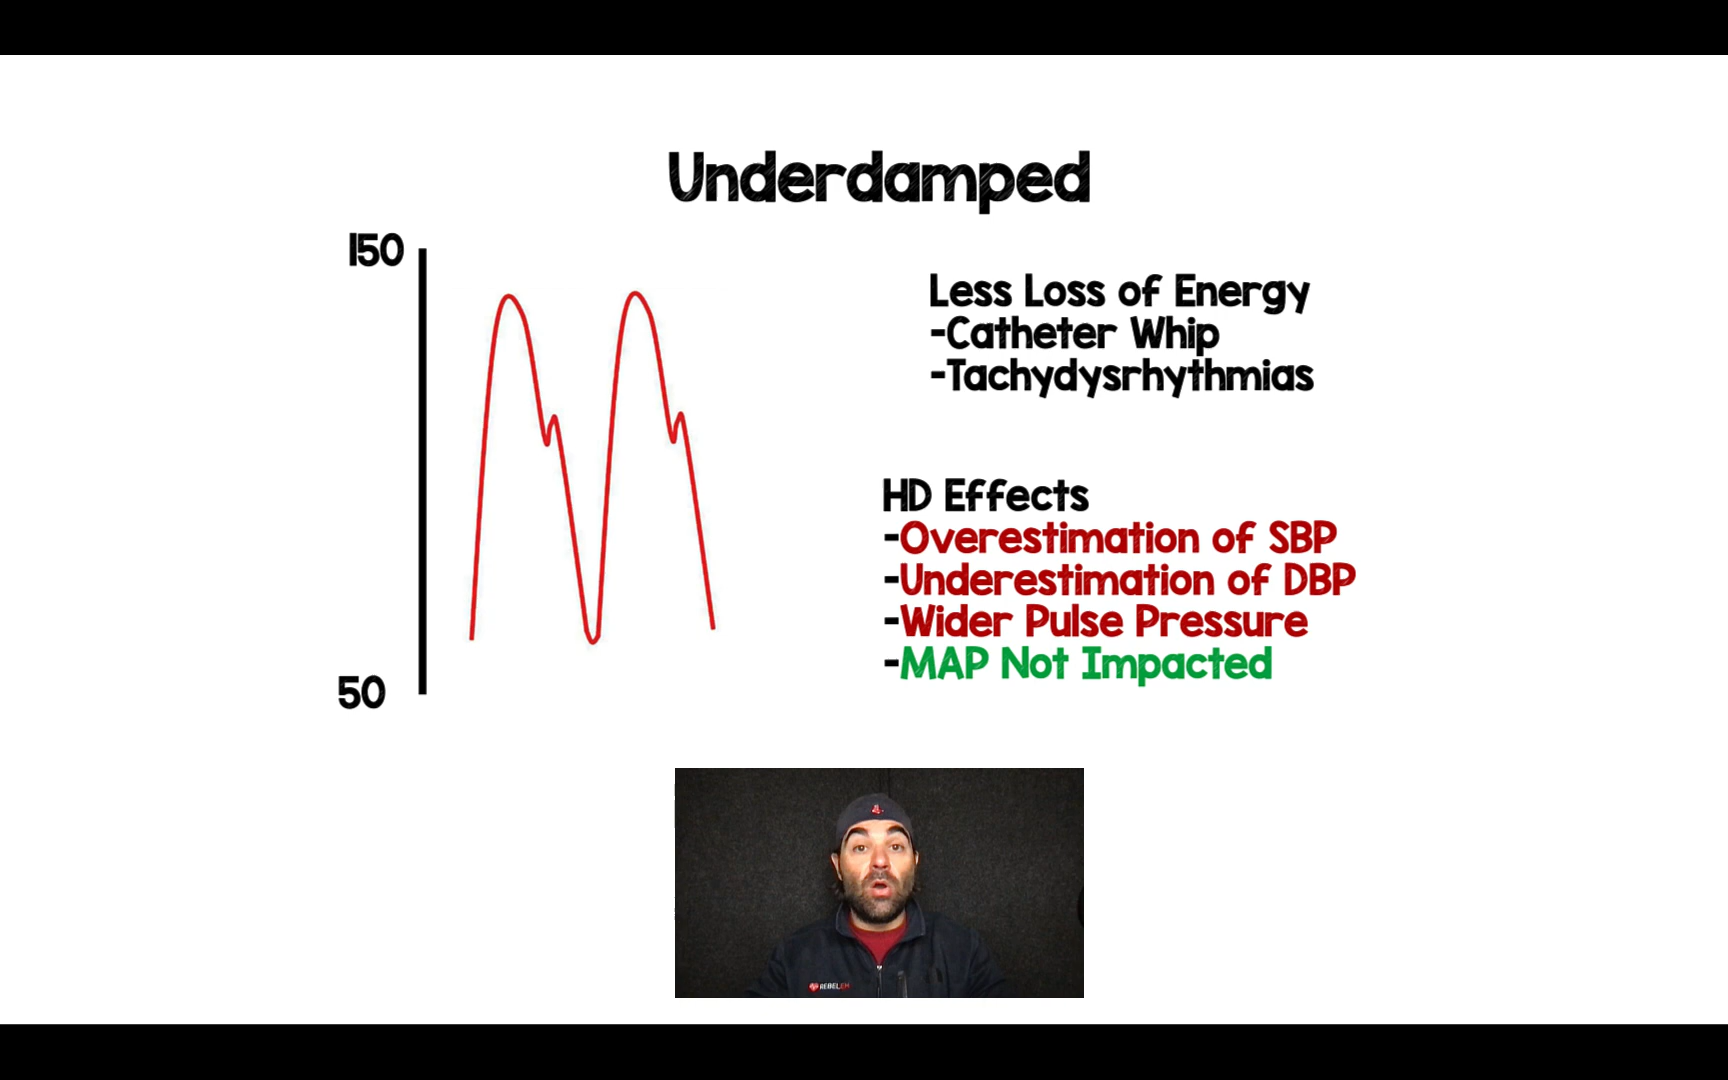 Underdamped
150
50
Less Loss of Energy
-Catheter Whip
-Tachydysrhythmias
HD Effects
-Overestimation of SBP
-Underestimation of DBP
-Wider Pulse Pressure
-MAP Not Impacted
REBELEM